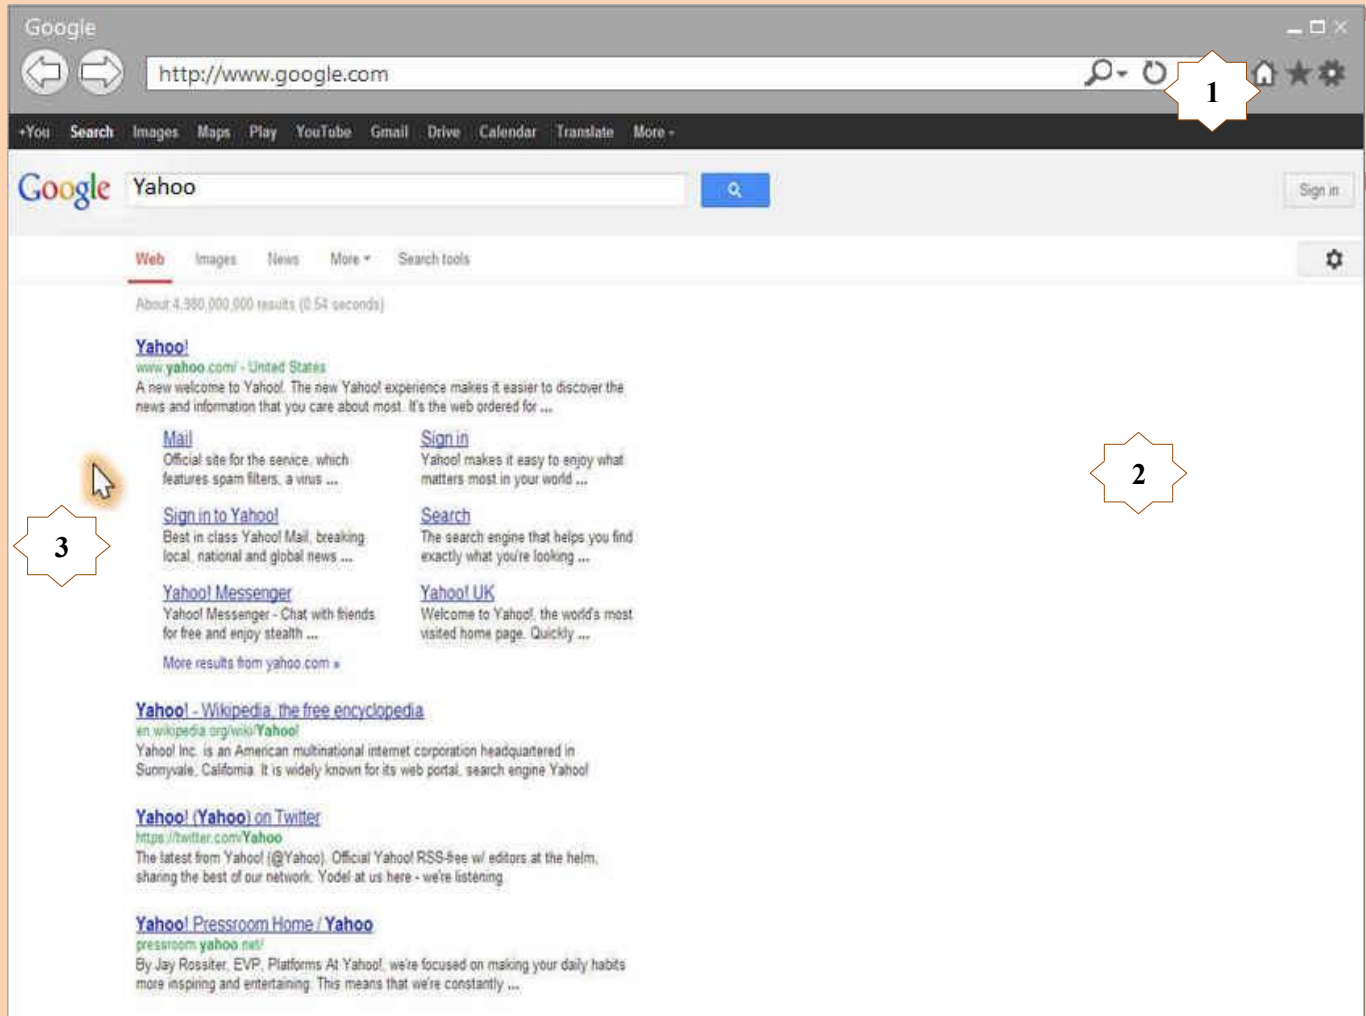 Google
http://www.google.com
1
+You Search Images Maps Play YouTube Gmail Drive Calendar Translate More
Google Yahoo Sign in
Web Images News More Search tools
About 4,980,000,000 results (0.54 seconds)
Yahoo!
www.yahoo.com/ - United States
A new welcome to Yahoo!. The new Yahoo! experience makes it easier to discover the
news and information that you care about most. It's the web ordered for ...
Mail
Official site for the service, which
features spam filters, a virus ...
Sign in
Yahoo! makes it easy to enjoy what
matters most in your world ...
2
3
Sign in to Yahoo!
Best in class Yahoo! Mail, breaking
local, national and global news ...
Search
The search engine that helps you find
exactly what you're looking ...
Yahoo! Messenger
Yahoo! Messenger - Chat with friends
for free and enjoy stealth ...
Yahoo! UK
Welcome to Yahoo!, the world's most
visited home page. Quickly ...
More results from yahoo.com »
Yahoo! - Wikipedia, the free encyclopedia
en.wikipedia.org/wiki/Yahoo!
Yahoo! Inc. is an American multinational internet corporation headquartered in
Sunnyvale, California. It is widely known for its web portal, search engine Yahoo!
Yahoo! (Yahoo) on Twitter
https://twitter.com/Yahoo
The latest from Yahoo! (@Yahoo). Official Yahoo! RSS-free w/ editors at the helm,
sharing the best of our network. Yodel at us here - we're listening.
Yahoo! Pressroom Home / Yahoo
pressroom.yahoo.net/
By Jay Rossiter, EVP, Platforms At Yahoo!, we're focused on making your daily habits
more inspiring and entertaining. This means that we're constantly ...